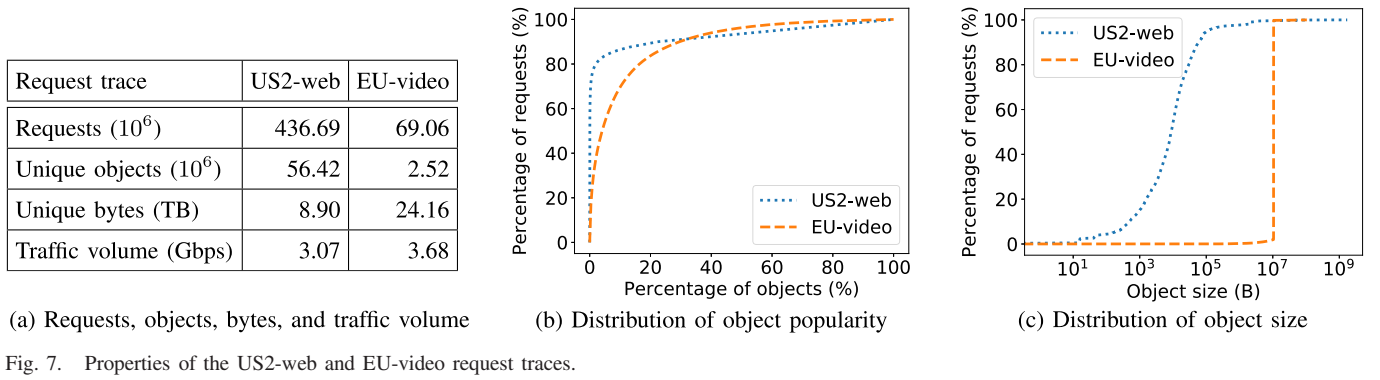 Request trace US2-web EU-video
Requests (10^6) 436.69 69.06
Unique objects (10^6) 56.42 2.52
Unique bytes (TB) 8.90 24.16
Traffic volume (Gbps) 3.07 3.68
(a) Requests, objects, bytes, and traffic volume
Percentage of requests (%)
100
80
60
40
20
0
US2-web
EU-video
0 20 40 60 80 100
Percentage of objects (%)
(b) Distribution of object popularity
Percentage of requests (%)
100
80
60
40
20
0
US2-web
EU-video
10^1 10^3 10^5 10^7 10^9
Object size (B)
(c) Distribution of object size
Fig. 7. Properties of the US2-web and EU-video request traces.